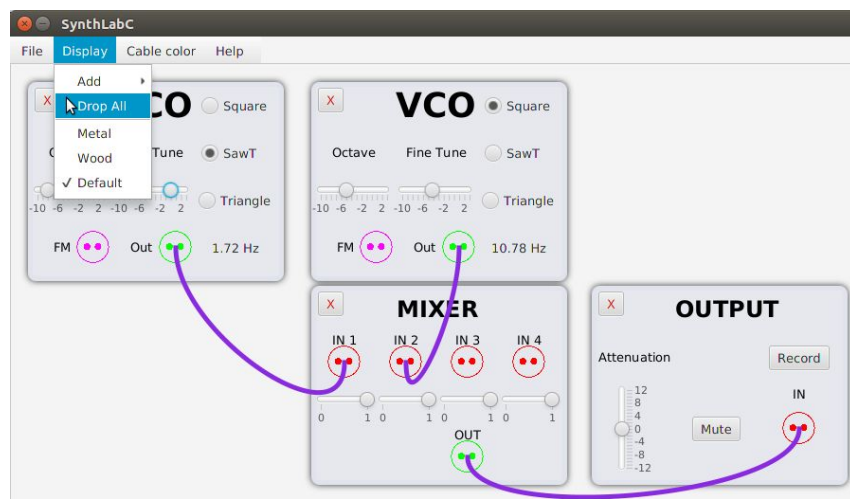 SynthLabC
File Display Cable color Help
Add
Drop All
Metal
Wood
✓ Default
X CO Square
Tune SawT
Triangle
-10 -6 -2 2 -10 -6 -2 2
FM Out 1.72 Hz
X VCO Square
Octave Fine Tune SawT
Triangle
-10 -6 -2 2 -10 -6 -2 2
FM Out 10.78 Hz
X MIXER
IN 1 IN 2 IN 3 IN 4
0 1 0 1 0 1 0 1
OUT
X OUTPUT
Attenuation Record
12
8
4
0
-4
-8
-12
Mute
IN